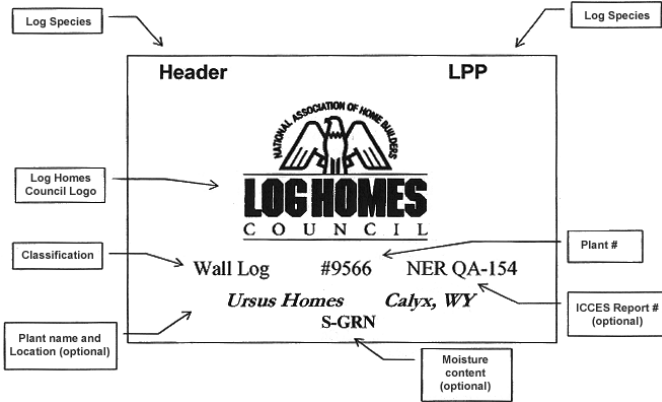 Log Species
Log Species
Header
LPP
NATIONAL ASSOCIATION OF HOME BUILDERS
Log Homes
Council Logo
LOG HOMES
COUNCIL
Classification
Plant #
Wall Log #9566 NER QA-154
Ursus Homes Calyx, WY
S-GRN
ICCES Report #
(optional)
Plant name and
Location (optional)
Moisture
content
(optional)